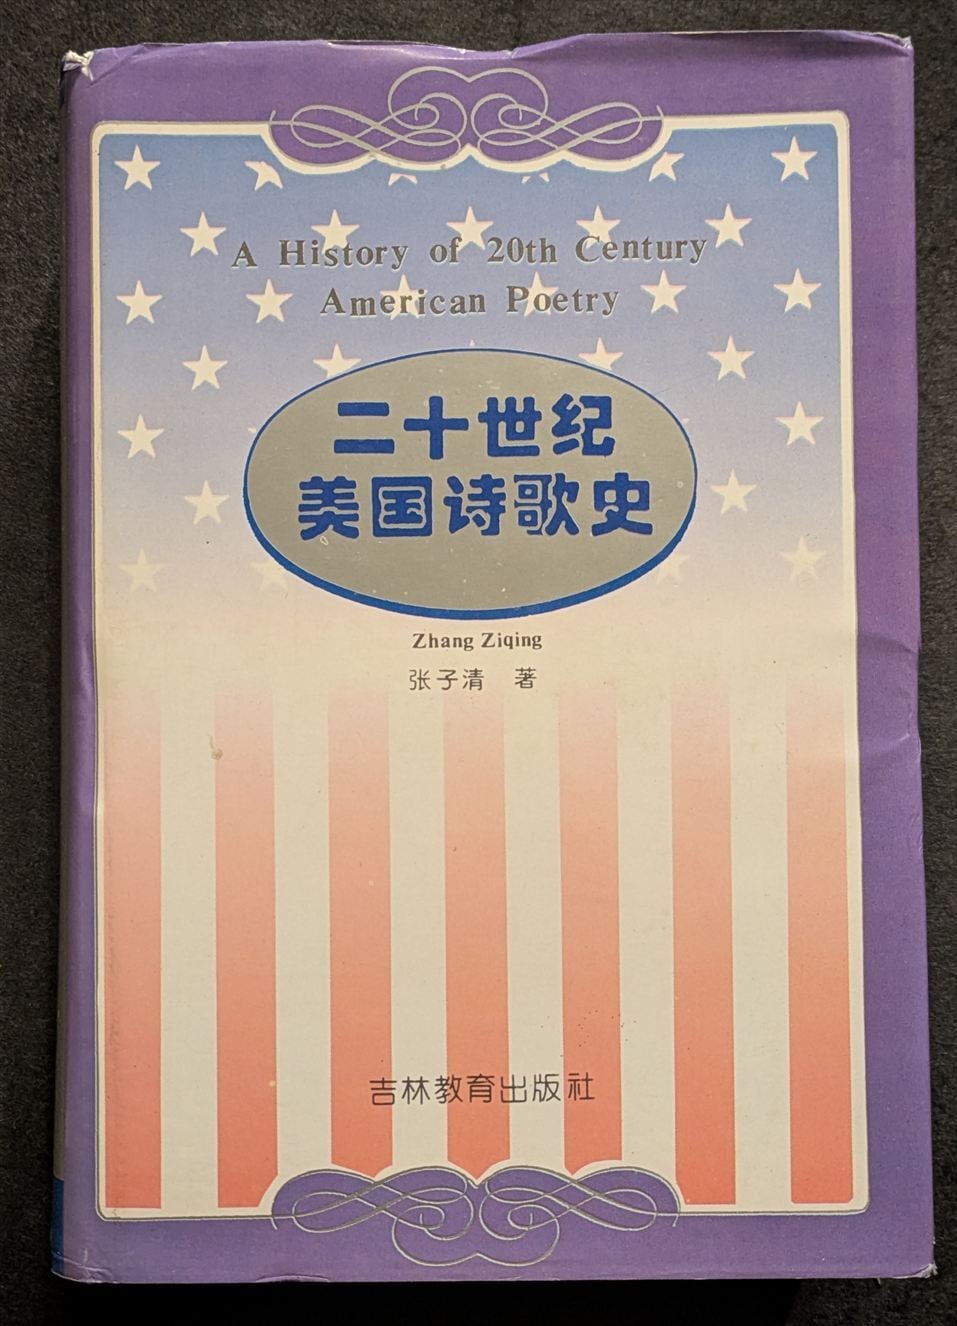 A History of 20th Century
American Poetry
二十世纪
美国诗歌史
Zhang Ziqing
张子清 著
吉林教育出版社